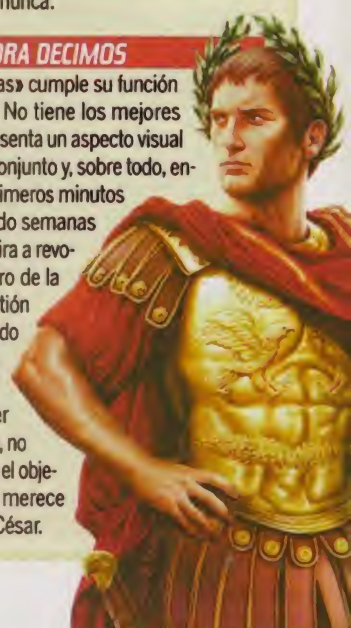 nunca.
ORA DECIMOS
as» cumple su función
No tiene los mejores
senta un aspecto visual
onjunto y, sobre todo, en-
rimeros minutos
do semanas
ira a revo-
ro de la
tión
do
er
, no
el obje-
merece
César.